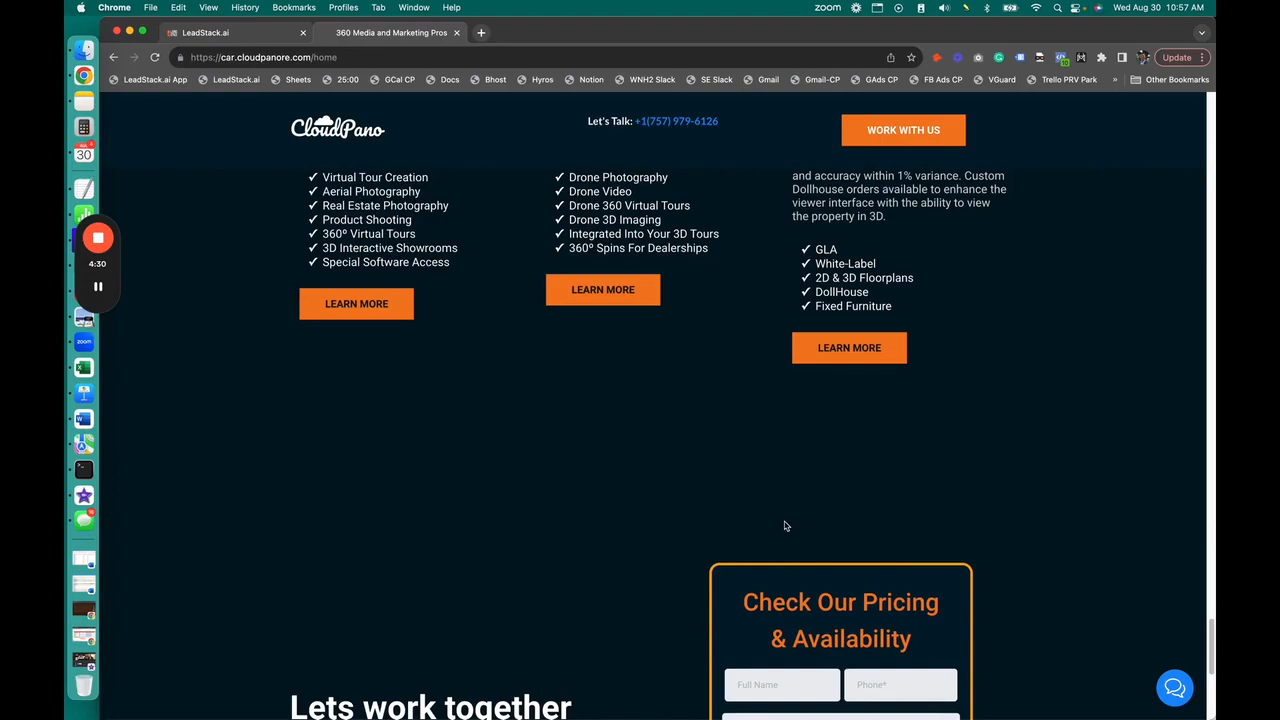 Chrome File Edit View History Bookmarks Profiles Tab Window Help
zoom Wed Aug 30 10:57 AM
LeadStack.ai
360 Media and Marketing Pros
https://car.cloudpanore.com/home
Update
LeadStack.ai App LeadStack.ai Sheets 25:00 GCal CP Docs Bhost Hyros Notion WNH2 Slack SE Slack Gmail Gmail-CP GAds CP FB Ads CP VGuard Trello PRV Park » Other Bookmarks
CloudPano
Let's Talk: +1(757) 979-6126
WORK WITH US
✓ Virtual Tour Creation
✓ Aerial Photography
✓ Real Estate Photography
✓ Product Shooting
✓ 360º Virtual Tours
✓ 3D Interactive Showrooms
✓ Special Software Access
LEARN MORE
✓ Drone Photography
✓ Drone Video
✓ Drone 360 Virtual Tours
✓ Drone 3D Imaging
✓ Integrated Into Your 3D Tours
✓ 360º Spins For Dealerships
LEARN MORE
and accuracy within 1% variance. Custom
Dollhouse orders available to enhance the
viewer interface with the ability to view
the property in 3D.
✓ GLA
✓ White-Label
✓ 2D & 3D Floorplans
✓ DollHouse
✓ Fixed Furniture
LEARN MORE
30
4:30
zoom
Check Our Pricing
& Availability
Full Name
Phone*
Lets work together